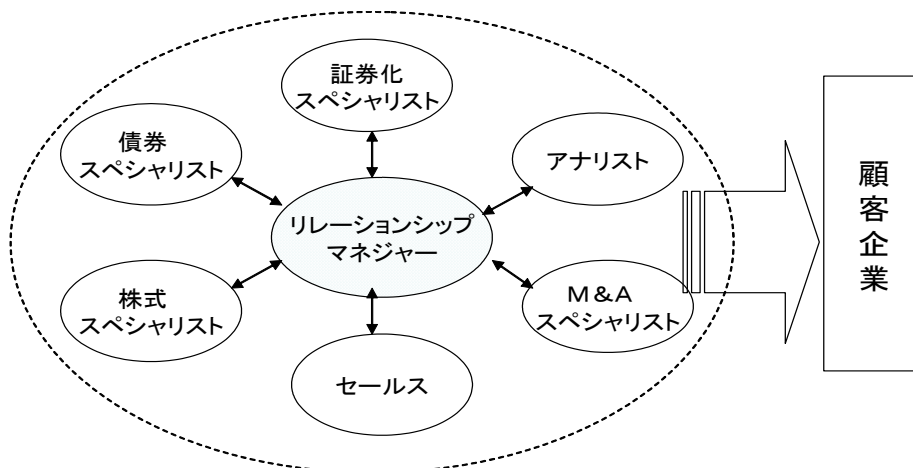 証券化
スペシャリスト
債券
スペシャリスト
アナリスト
リレーションシップ
マネジャー
株式
スペシャリスト
M&A
スペシャリスト
セールス
顧客企業